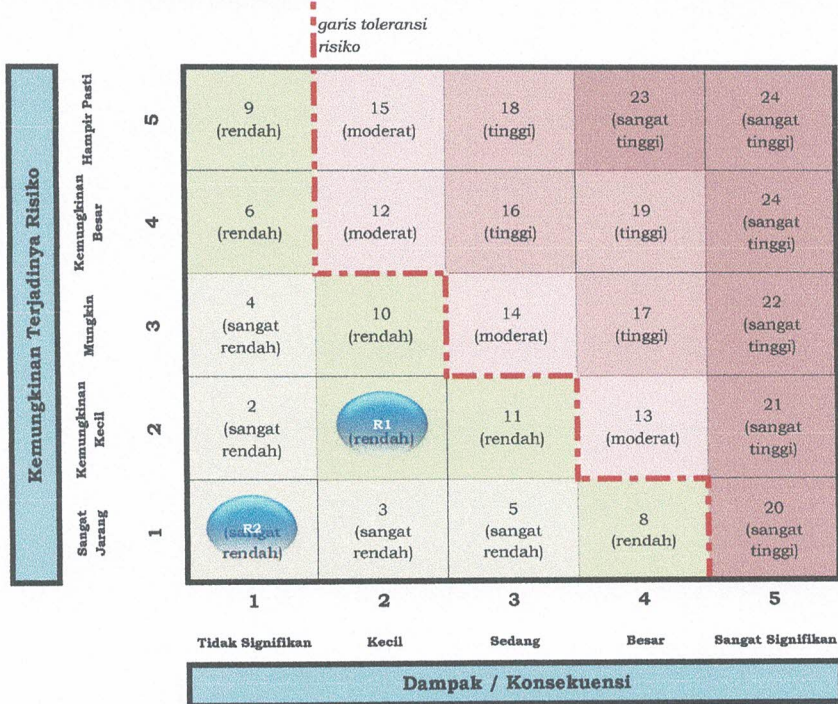 garis toleransi
risiko
Kemungkinan Terjadinya Risiko
Hampir Pasti
5
9
(rendah)
15
(moderat)
18
(tinggi)
23
(sangat
tinggi)
24
(sangat
tinggi)
Kemungkinan
Besar
4
6
(rendah)
12
(moderat)
16
(tinggi)
19
(tinggi)
24
(sangat
tinggi)
Mungkin
3
4
(sangat
rendah)
10
(rendah)
14
(moderat)
17
(tinggi)
22
(sangat
tinggi)
Kemungkinan
Kecil
2
2
(sangat
rendah)
R1
(rendah)
11
(rendah)
13
(moderat)
21
(sangat
tinggi)
Sangat
Jarang
1
R2
(sangat
rendah)
3
(sangat
rendah)
5
(sangat
rendah)
8
(rendah)
20
(sangat
tinggi)
1
2
3
4
5
Tidak Signifikan
Kecil
Sedang
Besar
Sangat Signifikan
Dampak / Konsekuensi